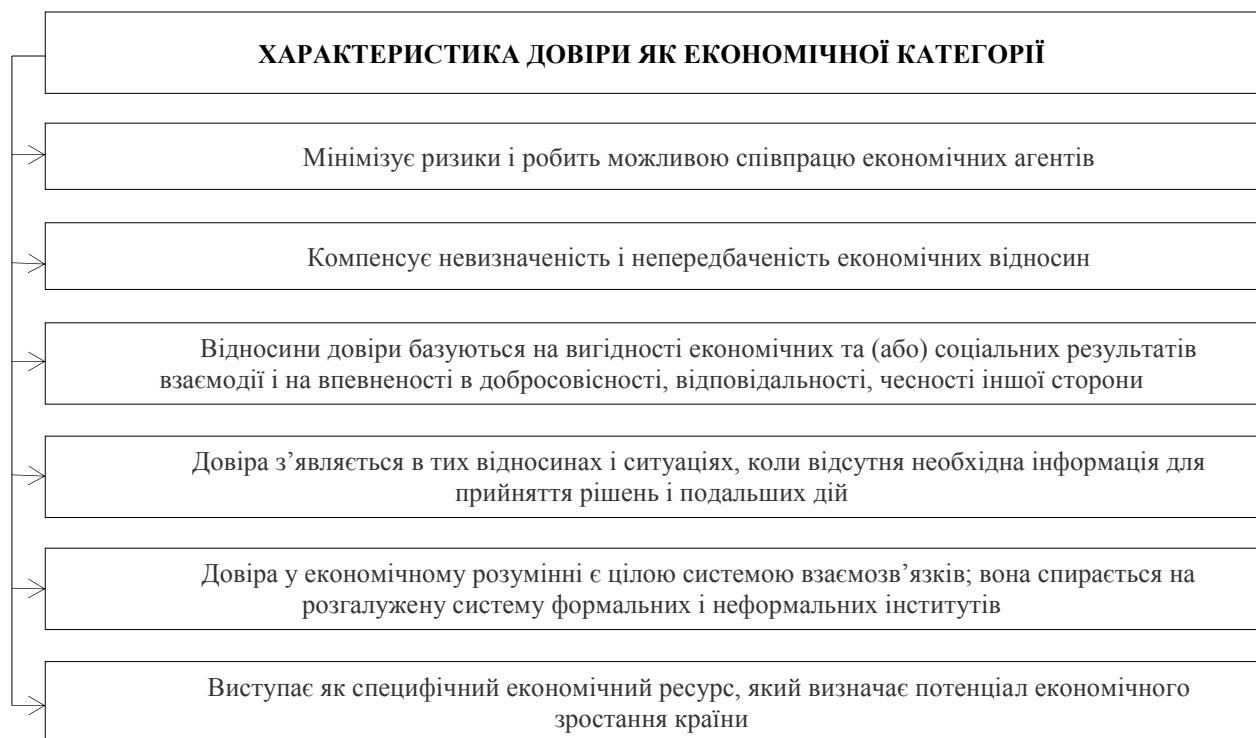 ХАРАКТЕРИСТИКА ДОВІРИ ЯК ЕКОНОМІЧНОЇ КАТЕГОРІЇ
Мінімізує ризики і робить можливою співпрацю економічних агентів
Компенсує невизначеність і непередбаченість економічних відносин
Відносини довіри базуються на вигідності економічних та (або) соціальних результатів
взаємодії і на впевненості в добросовісності, відповідальності, чесності іншої сторони
Довіра з’являється в тих відносинах і ситуаціях, коли відсутня необхідна інформація для
прийняття рішень і подальших дій
Довіра у економічному розумінні є цілою системою взаємозв’язків; вона спирається на
розгалужену систему формальних і неформальних інститутів
Виступає як специфічний економічний ресурс, який визначає потенціал економічного
зростання країни